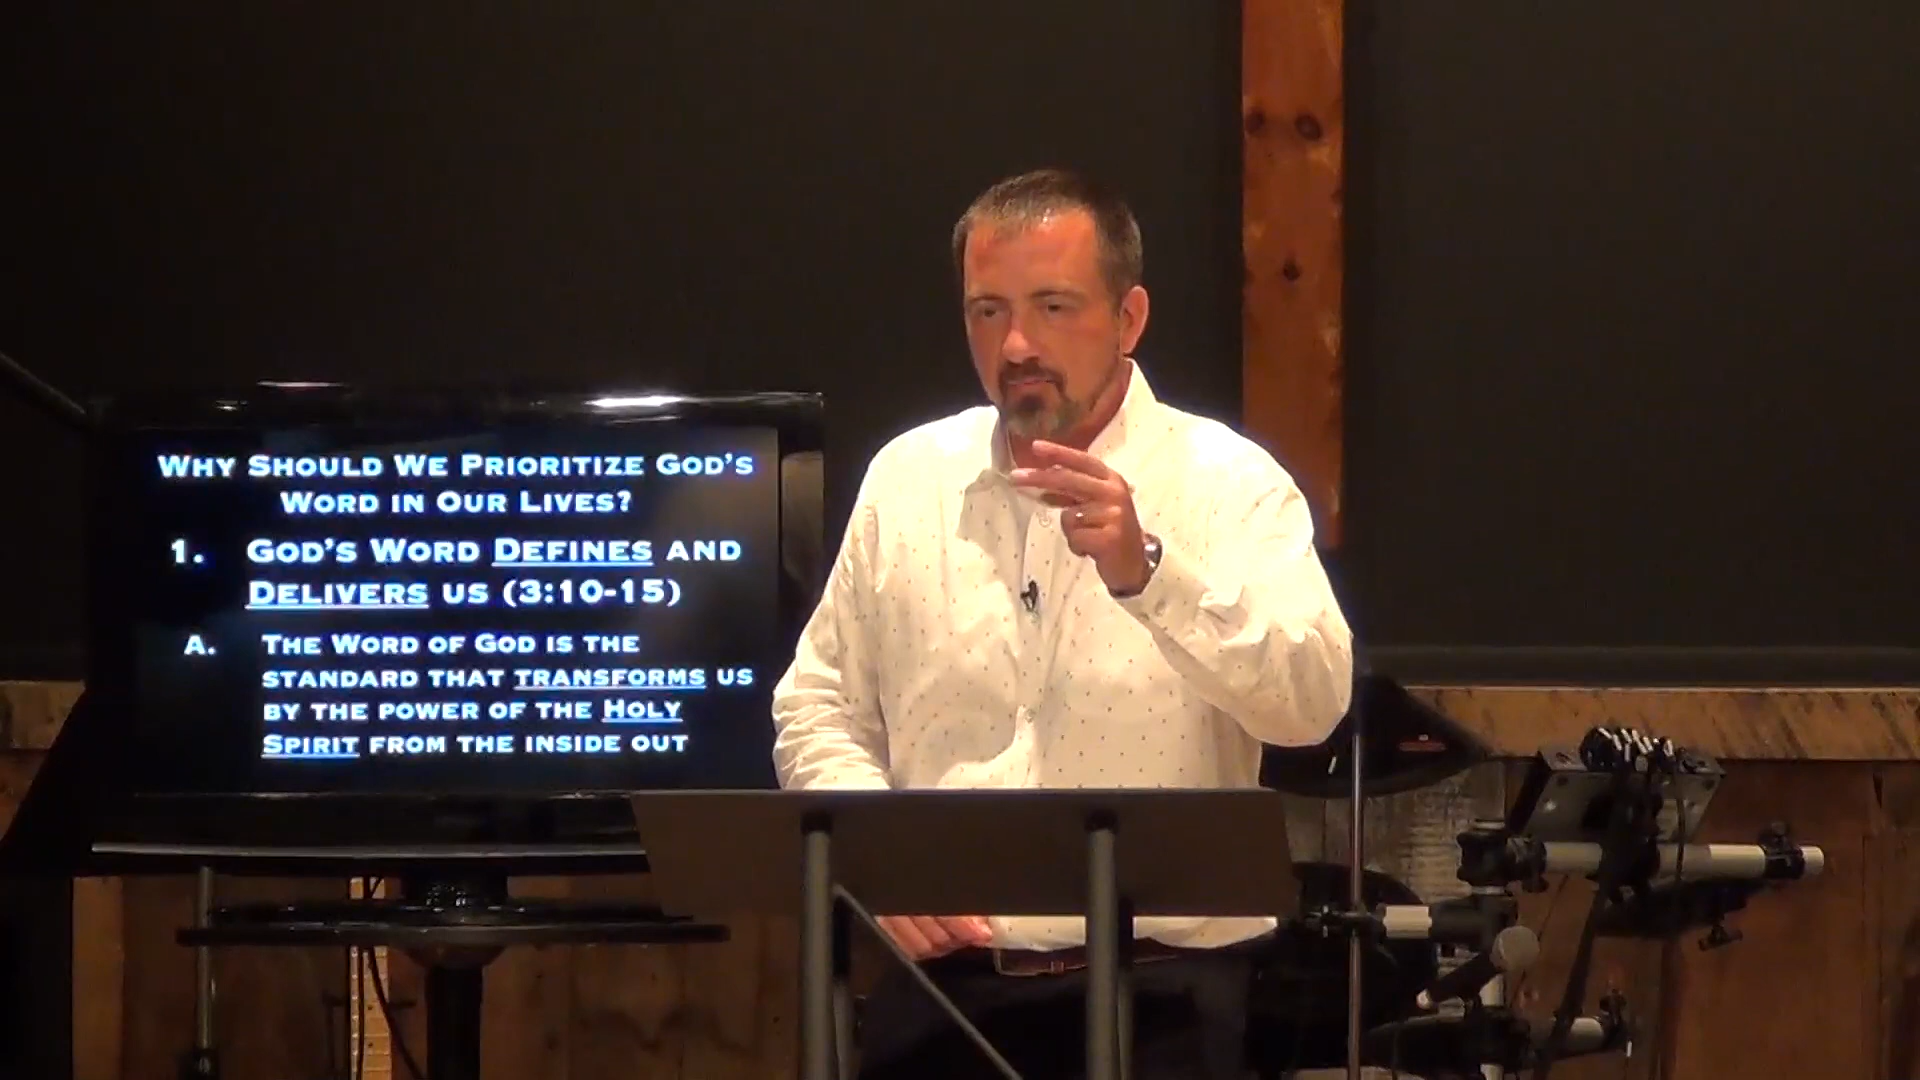 Why Should We Prioritize God's
Word in Our Lives?
1. God's Word Defines and
Delivers us (3:10-15)
A. The Word of God is the
standard that transforms us
by the power of the Holy
Spirit from the inside out